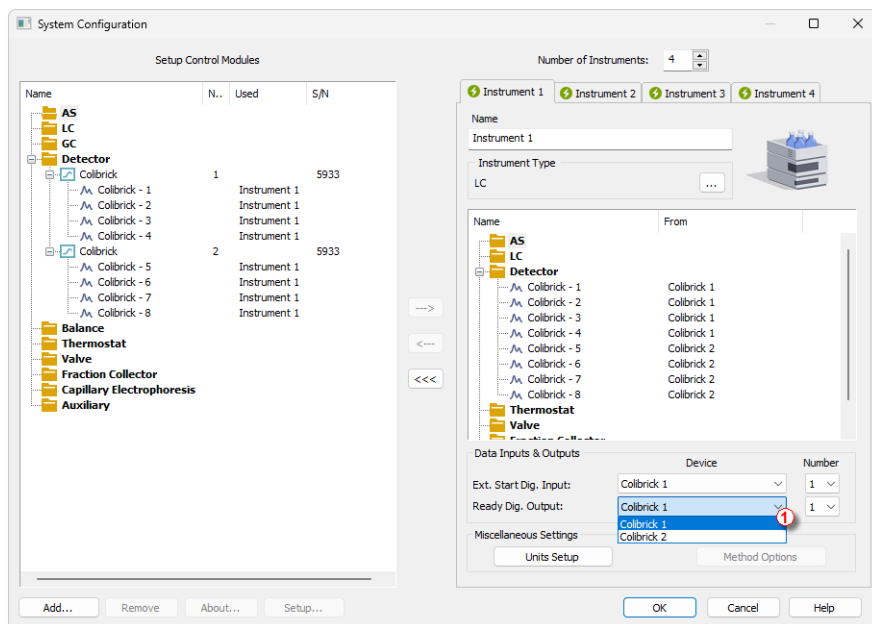 System Configuration
Setup Control Modules
Name N.. Used S/N
AS
LC
GC
Detector
Colibrick 1 5933
Colibrick - 1 Instrument 1
Colibrick - 2 Instrument 1
Colibrick - 3 Instrument 1
Colibrick - 4 Instrument 1
Colibrick 2 5933
Colibrick - 5 Instrument 1
Colibrick - 6 Instrument 1
Colibrick - 7 Instrument 1
Colibrick - 8 Instrument 1
Balance
Thermostat
Valve
Fraction Collector
Capillary Electrophoresis
Auxiliary
--->
<---
<<<
Number of Instruments: 4
Instrument 1 Instrument 2 Instrument 3 Instrument 4
Name
Instrument 1
Instrument Type
LC ...
Name From
AS
LC
Detector
Colibrick - 1 Colibrick 1
Colibrick - 2 Colibrick 1
Colibrick - 3 Colibrick 1
Colibrick - 4 Colibrick 1
Colibrick - 5 Colibrick 2
Colibrick - 6 Colibrick 2
Colibrick - 7 Colibrick 2
Colibrick - 8 Colibrick 2
Thermostat
Valve
Fraction Collector
Data Inputs & Outputs
Device Number
Ext. Start Dig. Input: Colibrick 1 1
Ready Dig. Output: Colibrick 1 1
1
Colibrick 1
Colibrick 2
Miscellaneous Settings
Units Setup Method Options
Add... Remove About... Setup... OK Cancel Help